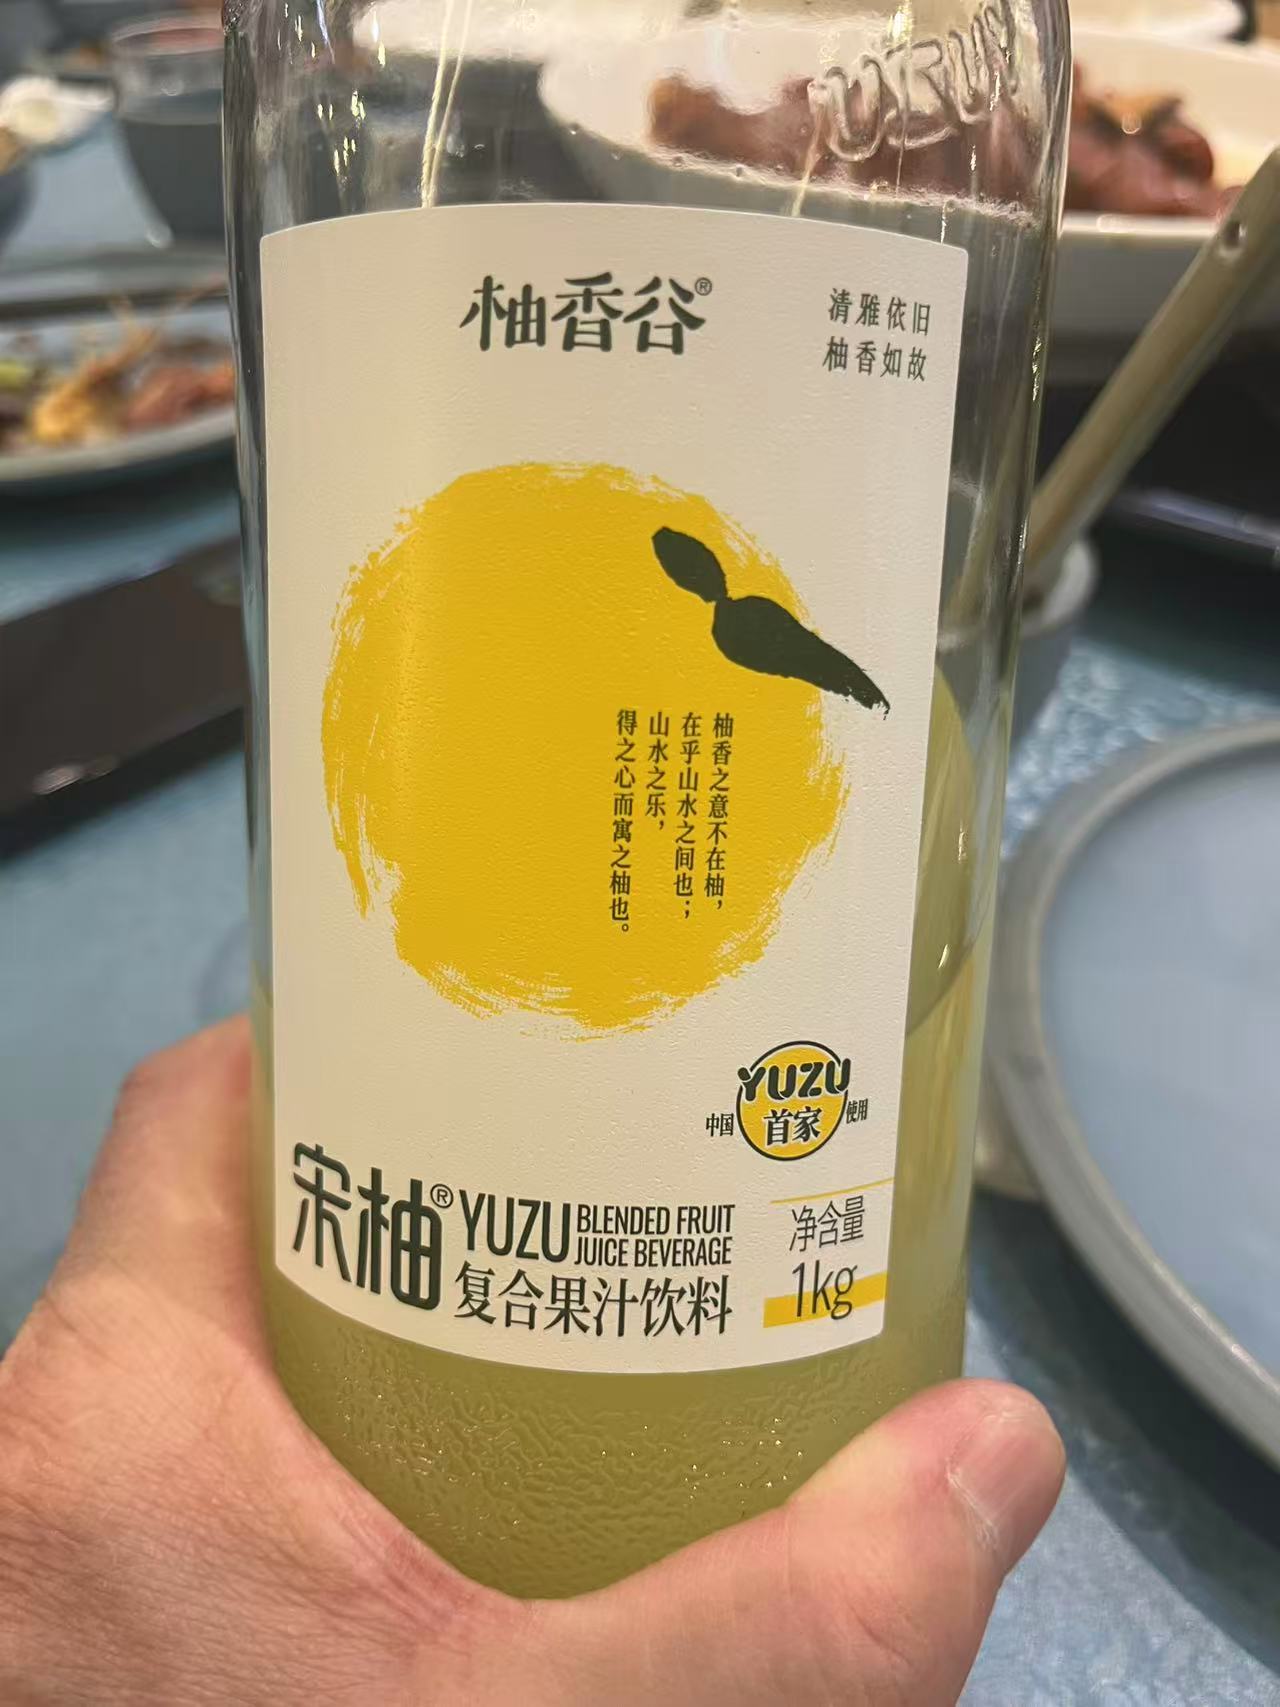 柚香谷®
清雅依旧
柚香如故
柚香之意不在柚，
在乎山水之间也；
山水之乐，
得之心而寓之柚也。
YUZU
中国 首家 使用
宋柚® YUZU BLENDED FRUIT
JUICE BEVERAGE
复合果汁饮料
净含量
1kg